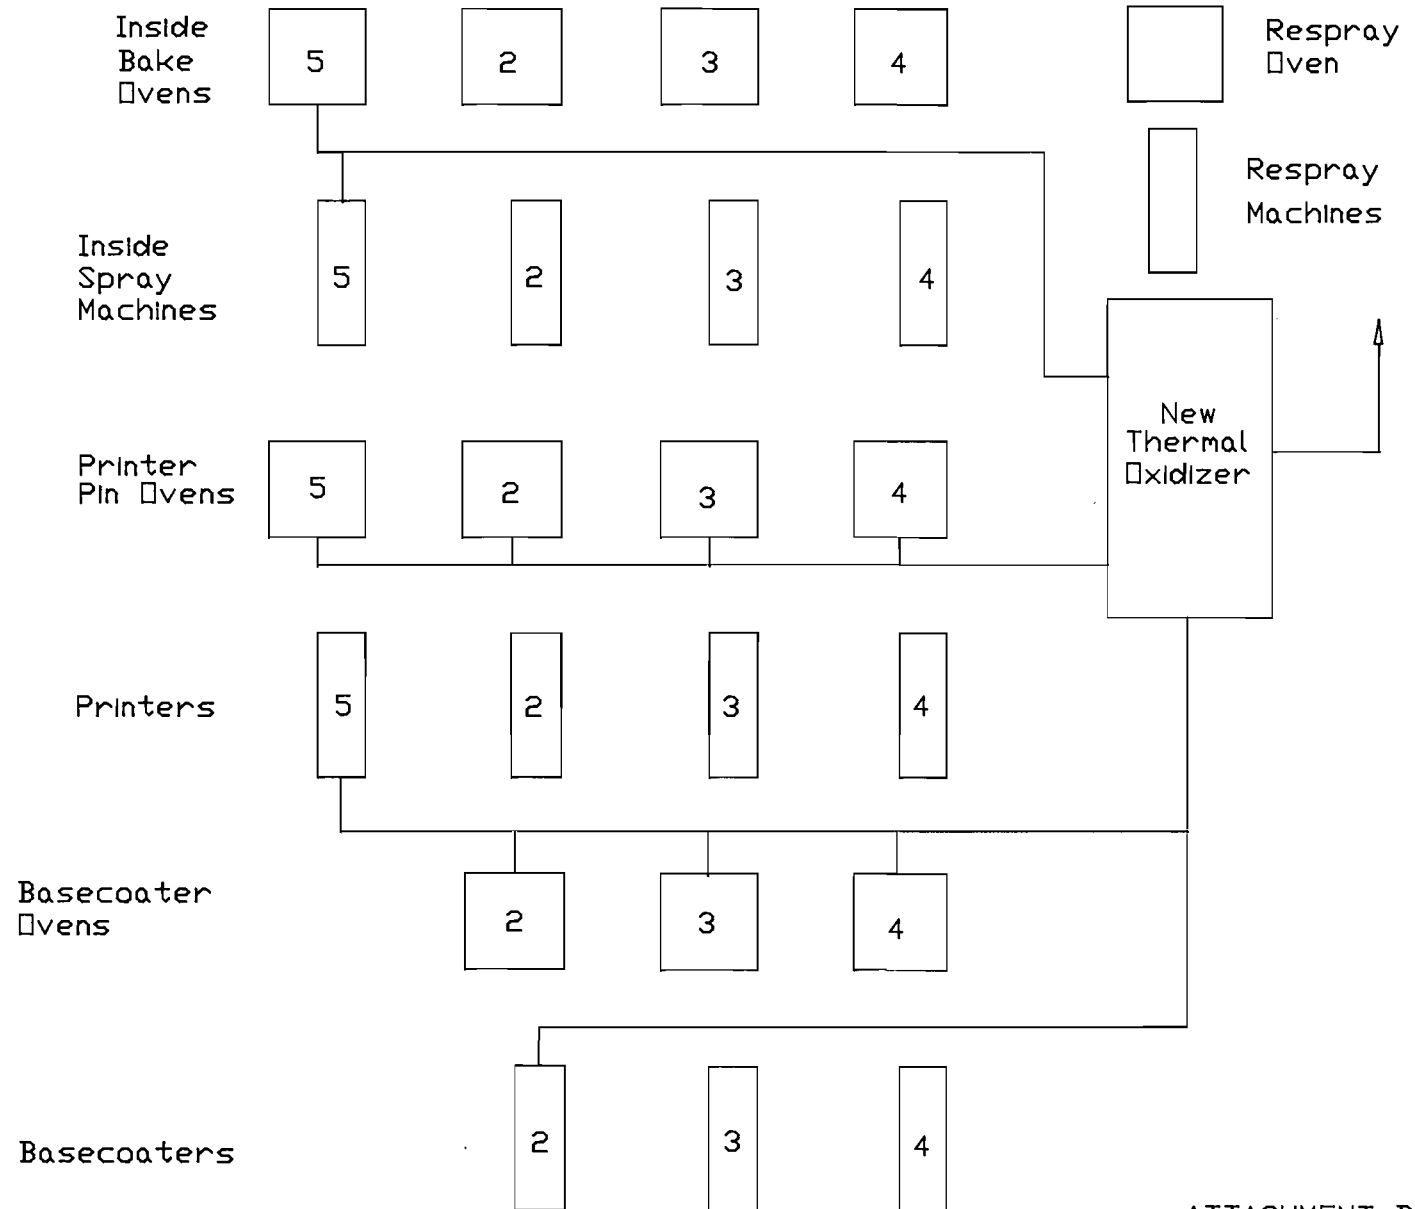 Inside
Bake
Ovens
5
2
3
4
Respray
Oven
Respray
Machines
Inside
Spray
Machines
5
2
3
4
New
Thermal
Oxidizer
Printer
Pin Ovens
5
2
3
4
Printers
5
2
3
4
Basecoater
Ovens
2
3
4
Basecoaters
2
3
4